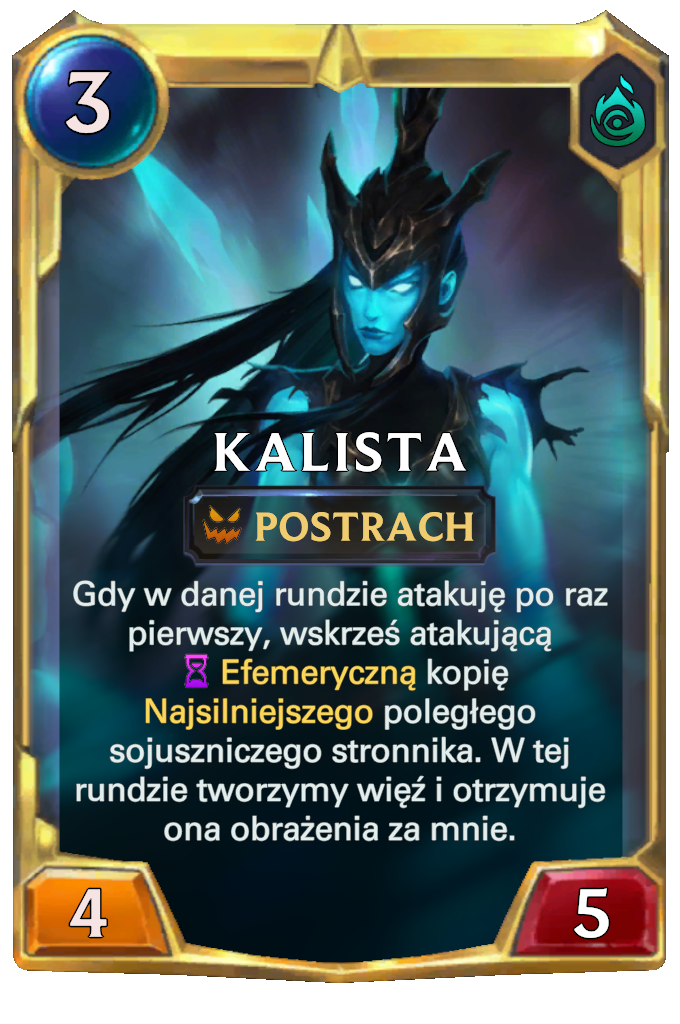 3
KALISTA
POSTRACH
Gdy w danej rundzie atakuję po raz
pierwszy, wskrześ atakującą
Efemeryczną kopię
Najsilniejszego poległego
sojuszniczego stronnika. W tej
rundzie tworzymy więź i otrzymuje
ona obrażenia za mnie.
4
5